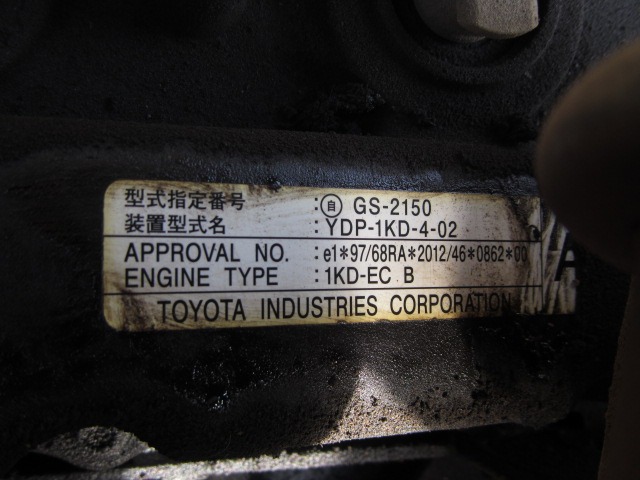 型式指定番号 :㉂ GS-2150
装置型式名 :YDP-1KD-4-02
APPROVAL NO. :e1*97/68RA*2012/46*0862*00
ENGINE TYPE :1KD-EC B
TOYOTA INDUSTRIES CORPORATION